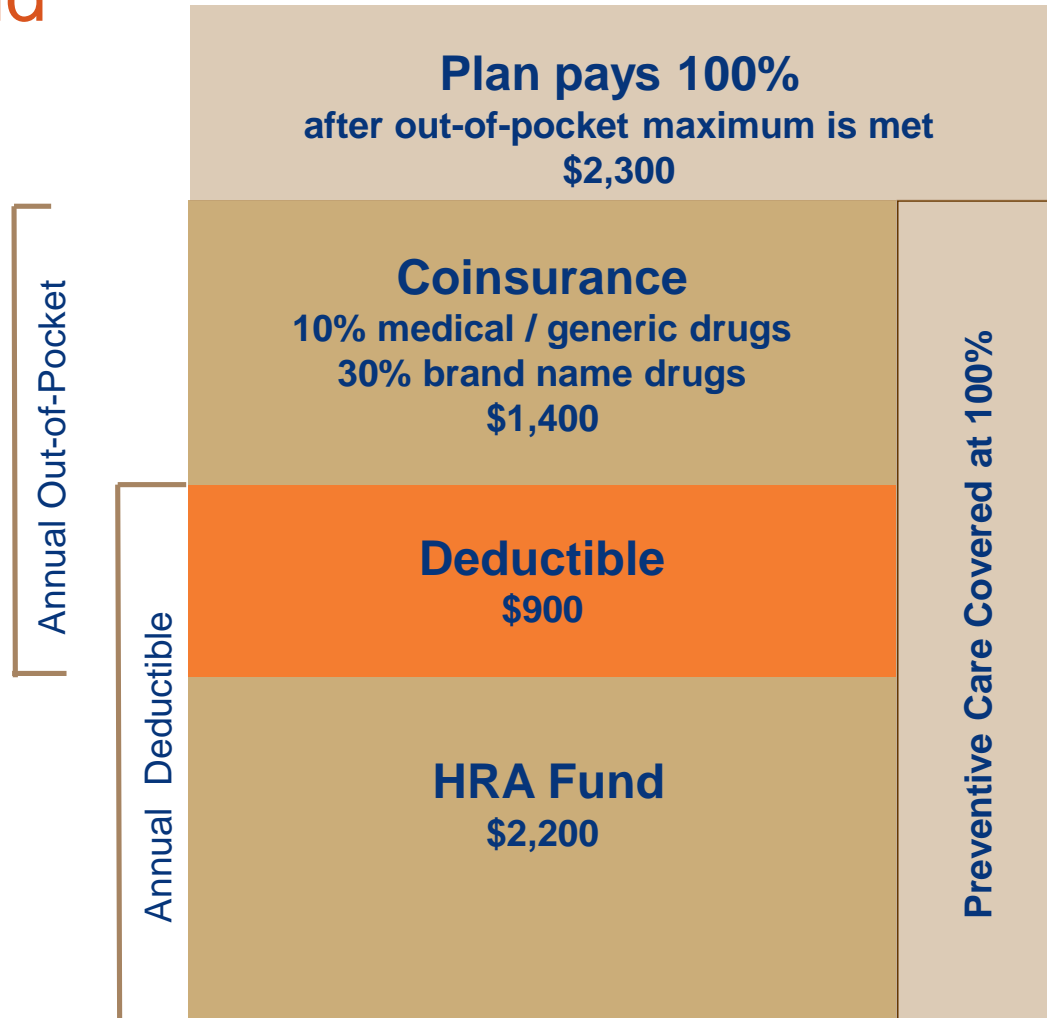 Plan pays 100%
after out-of-pocket maximum is met
$2,300
Coinsurance
10% medical / generic drugs
30% brand name drugs
$1,400
Deductible
$900
HRA Fund
$2,200
Annual Out-of-Pocket
Annual Deductible
Preventive Care Covered at 100%